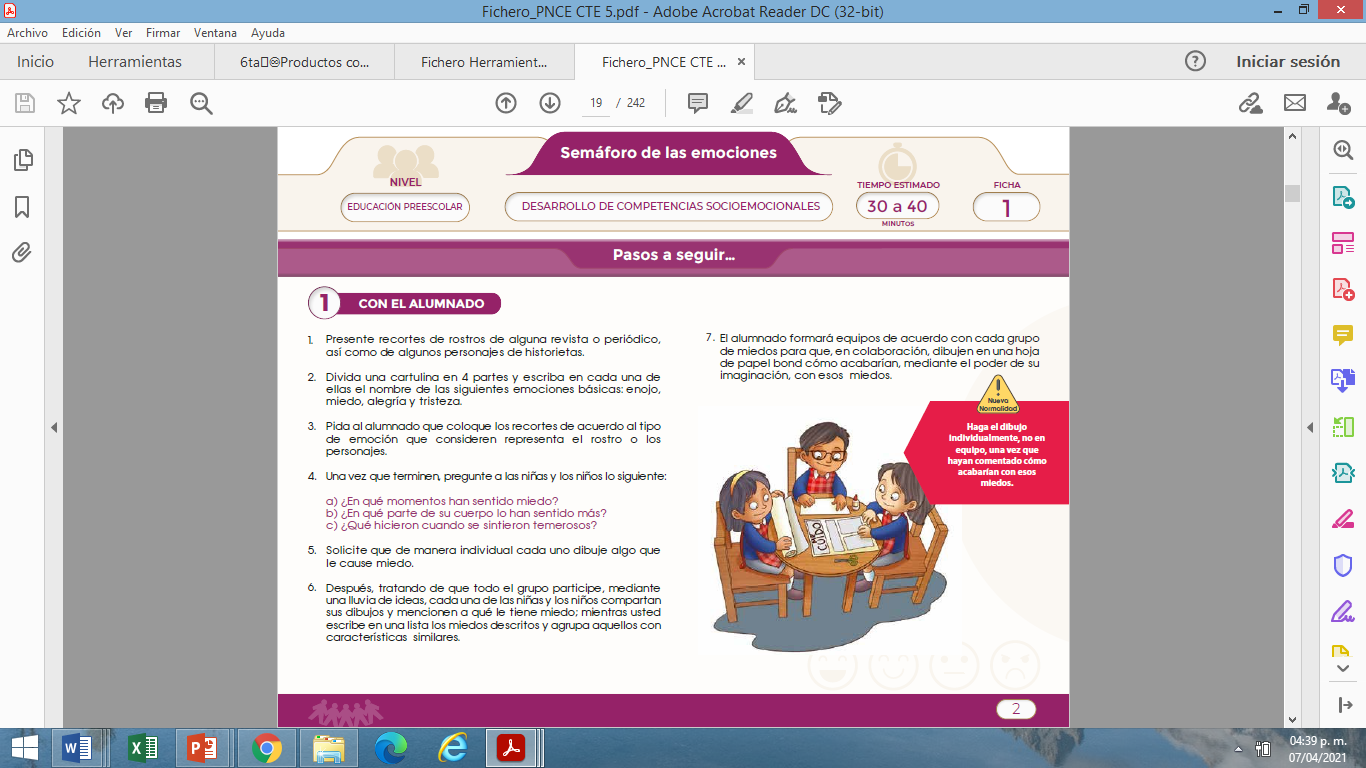 Fichero_PNCE CTE 5.pdf - Adobe Acrobat Reader DC (32-bit)
Archivo Edición Ver Firmar Ventana Ayuda
Inicio Herramientas 6ta Productos co... Fichero Herramient... Fichero_PNCE CTE ... × ? Iniciar sesión
19 / 242
Semáforo de las emociones
NIVEL
EDUCACIÓN PREESCOLAR
DESARROLLO DE COMPETENCIAS SOCIOEMOCIONALES
TIEMPO ESTIMADO
30 a 40
MINUTOS
FICHA
1
Pasos a seguir...
1 CON EL ALUMNADO
1. Presente recortes de rostros de alguna revista o periódico,
así como de algunos personajes de historietas.
2. Divida una cartulina en 4 partes y escriba en cada una de
ellas el nombre de las siguientes emociones básicas: enojo,
miedo, alegría y tristeza.
3. Pida al alumnado que coloque los recortes de acuerdo al tipo
de emoción que consideren representa el rostro o los
personajes.
4. Una vez que terminen, pregunte a las niñas y los niños lo siguiente:
a) ¿En qué momentos han sentido miedo?
b) ¿En qué parte de su cuerpo lo han sentido más?
c) ¿Qué hicieron cuando se sintieron temerosos?
5. Solicite que de manera individual cada uno dibuje algo que
le cause miedo.
6. Después, tratando de que todo el grupo participe, mediante
una lluvia de ideas, cada una de las niñas y los niños compartan
sus dibujos y mencionen a qué le tiene miedo; mientras usted
escribe en una lista los miedos descritos y agrupa aquellos con
características similares.
7. El alumnado formará equipos de acuerdo con cada grupo
de miedos para que, en colaboración, dibujen en una hoja
de papel bond cómo acabarían, mediante el poder de su
imaginación, con esos miedos.
Nueva
Normalidad
Haga el dibujo
individualmente, no en
equipo, una vez que
hayan comentado cómo
acabarían con esos
miedos.
2
04:39 p. m.
07/04/2021